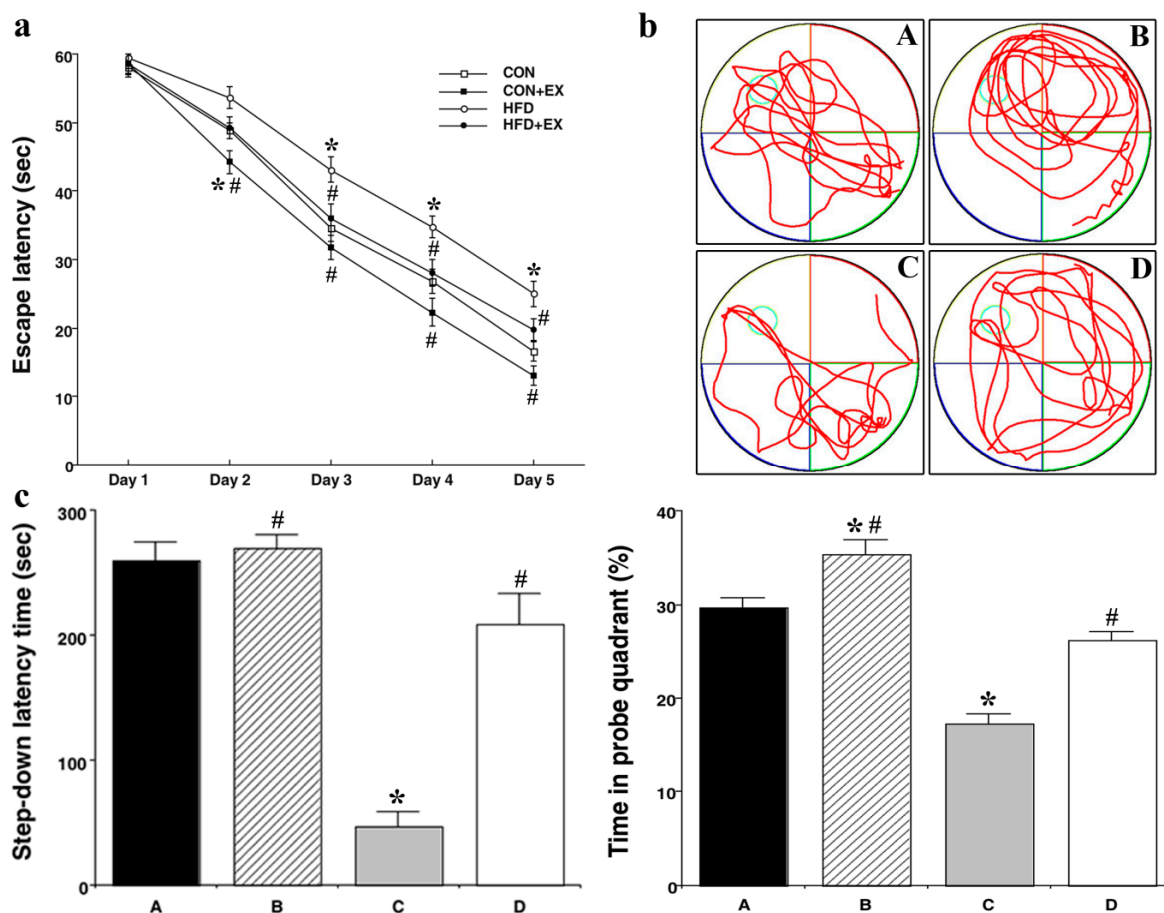 a
60
50
40
30
20
10
0
Escape latency (sec)
CON
CON+EX
HFD
HFD+EX
*
*
*
*#
#
#
*
#
#
#
#
#
Day 1 Day 2 Day 3 Day 4 Day 5
b
A
B
C
D
c
300
200
100
0
Step-down latency time (sec)
#
*
#
A B C D
40
30
20
10
0
Time in probe quadrant (%)
*#
*
#
A B C D